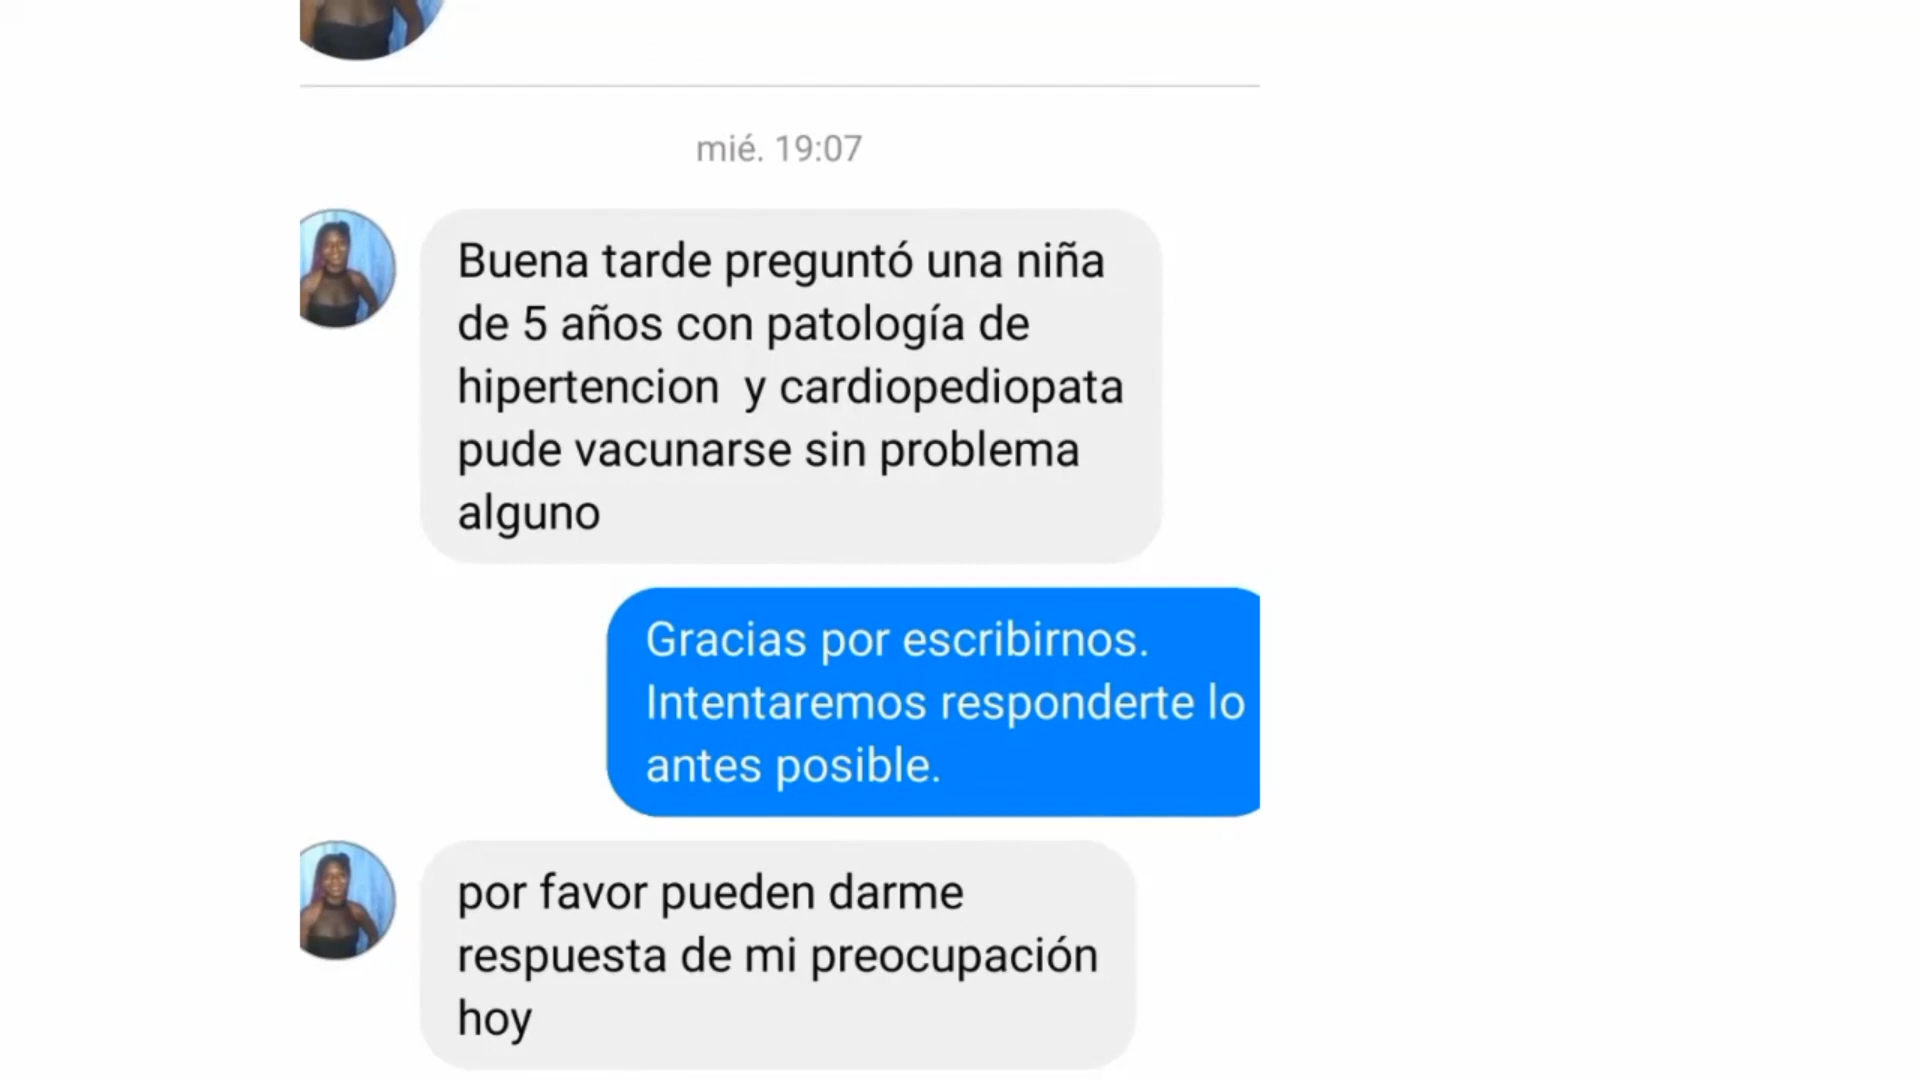 mié. 19:07
Buena tarde preguntó una niña
de 5 años con patología de
hipertencion y cardiopediopata
pude vacunarse sin problema
alguno
Gracias por escribirnos.
Intentaremos responderte lo
antes posible.
por favor pueden darme
respuesta de mi preocupación
hoy